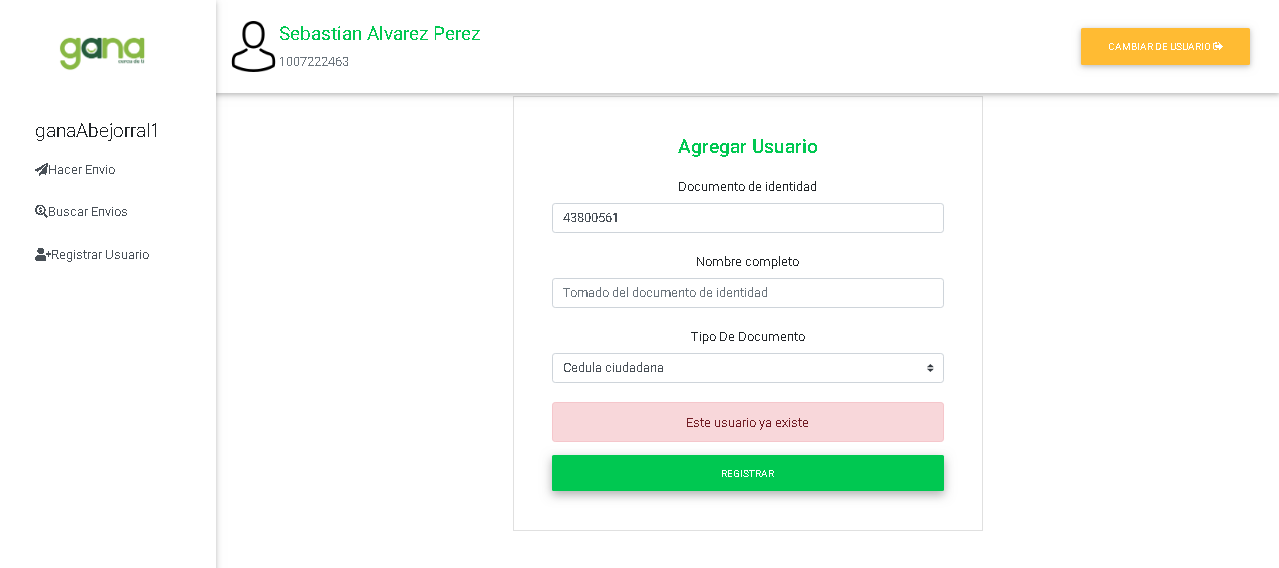 gana
cerca de ti
ganaAbejorral1
Hacer Envio
Buscar Envios
Registrar Usuario
Sebastian Alvarez Perez
1007222463
CAMBIAR DE USUARIO
Agregar Usuario
Documento de identidad
43800561
Nombre completo
Tomado del documento de identidad
Tipo De Documento
Cedula ciudadana
Este usuario ya existe
REGISTRAR